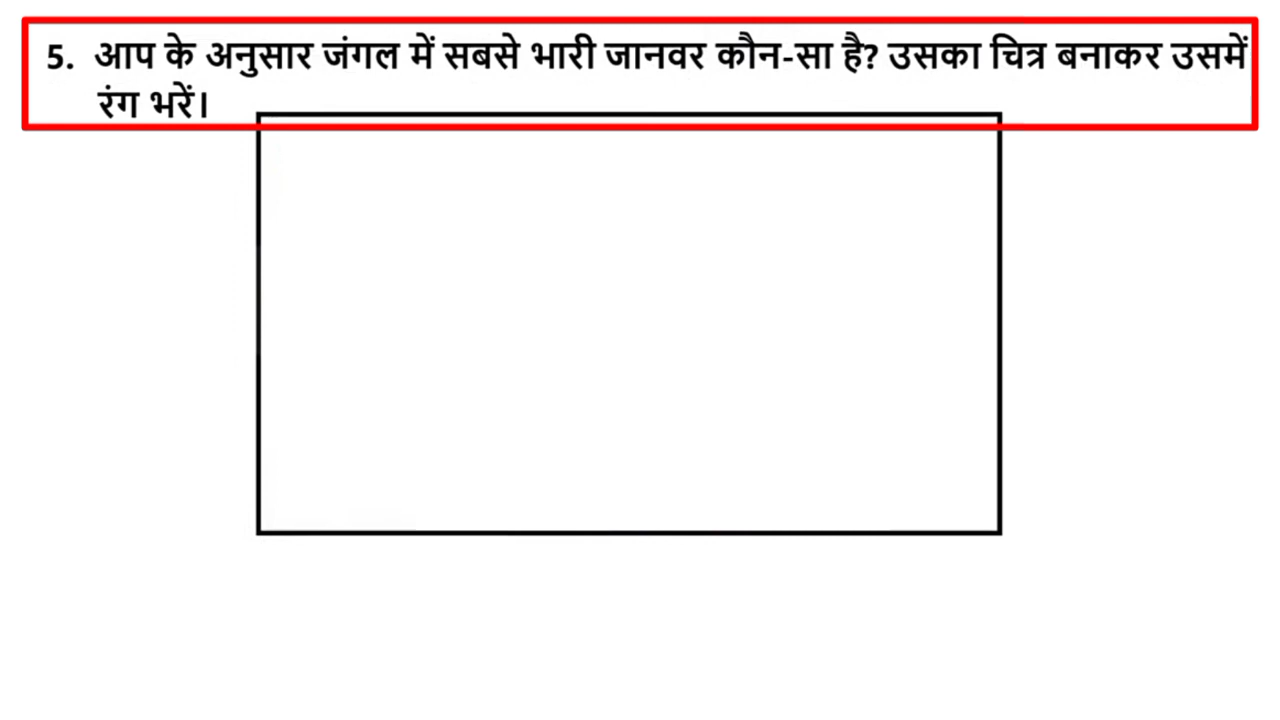 5. आप के अनुसार जंगल में सबसे भारी जानवर कौन-सा है? उसका चित्र बनाकर उसमें
रंग भरें।